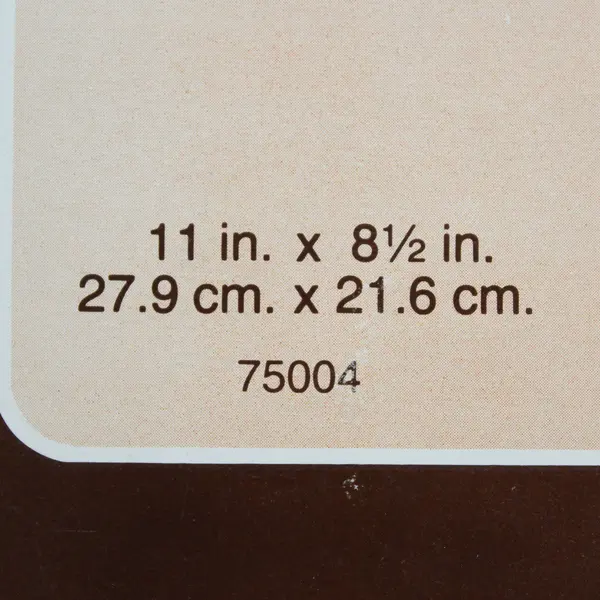 11 in. x 8½ in.
27.9 cm. x 21.6 cm.
75004